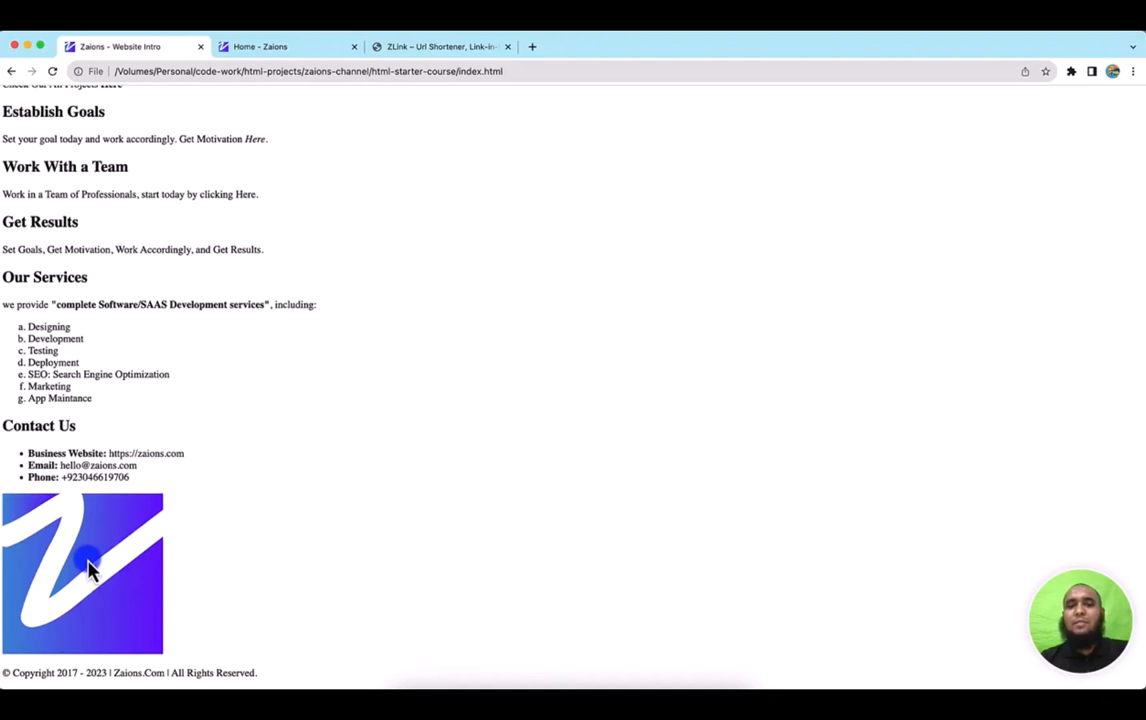 Zaions - Website Intro
Home - Zaions
ZLink – Url Shortener, Link-in-
File
/Volumes/Personal/code-work/html-projects/zaions-channel/html-starter-course/index.html
Check Our All Projects Here
Establish Goals
Set your goal today and work accordingly. Get Motivation Here.
Work With a Team
Work in a Team of Professionals, start today by clicking Here.
Get Results
Set Goals, Get Motivation, Work Accordingly, and Get Results.
Our Services
we provide "complete Software/SAAS Development services", including:
a. Designing
b. Development
c. Testing
d. Deployment
e. SEO: Search Engine Optimization
f. Marketing
g. App Maintance
Contact Us
• Business Website: https://zaions.com
• Email: hello@zaions.com
• Phone: +923046619706
© Copyright 2017 - 2023 | Zaions.Com | All Rights Reserved.